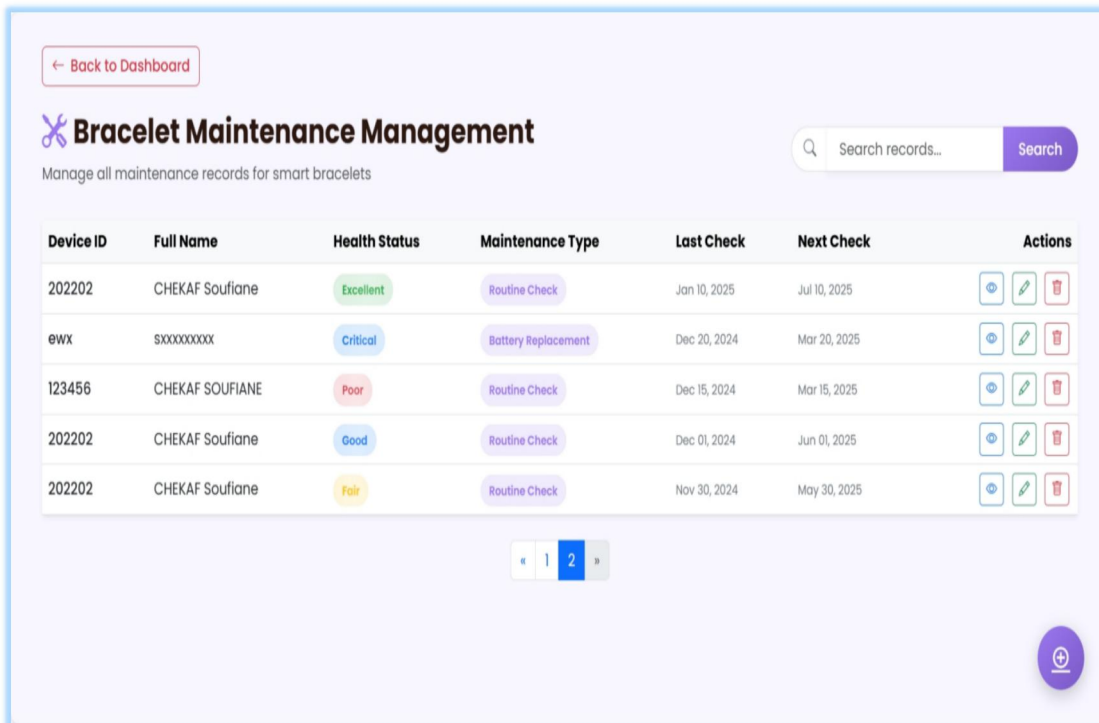 ← Back to Dashboard
Bracelet Maintenance Management
Manage all maintenance records for smart bracelets
Search records... Search
Device ID Full Name Health Status Maintenance Type Last Check Next Check Actions
202202 CHEKAF Soufiane Excellent Routine Check Jan 10, 2025 Jul 10, 2025
ewx sxxxxxxxxx Critical Battery Replacement Dec 20, 2024 Mar 20, 2025
123456 CHEKAF SOUFIANE Poor Routine Check Dec 15, 2024 Mar 15, 2025
202202 CHEKAF Soufiane Good Routine Check Dec 01, 2024 Jun 01, 2025
202202 CHEKAF Soufiane Fair Routine Check Nov 30, 2024 May 30, 2025
« 1 2 »